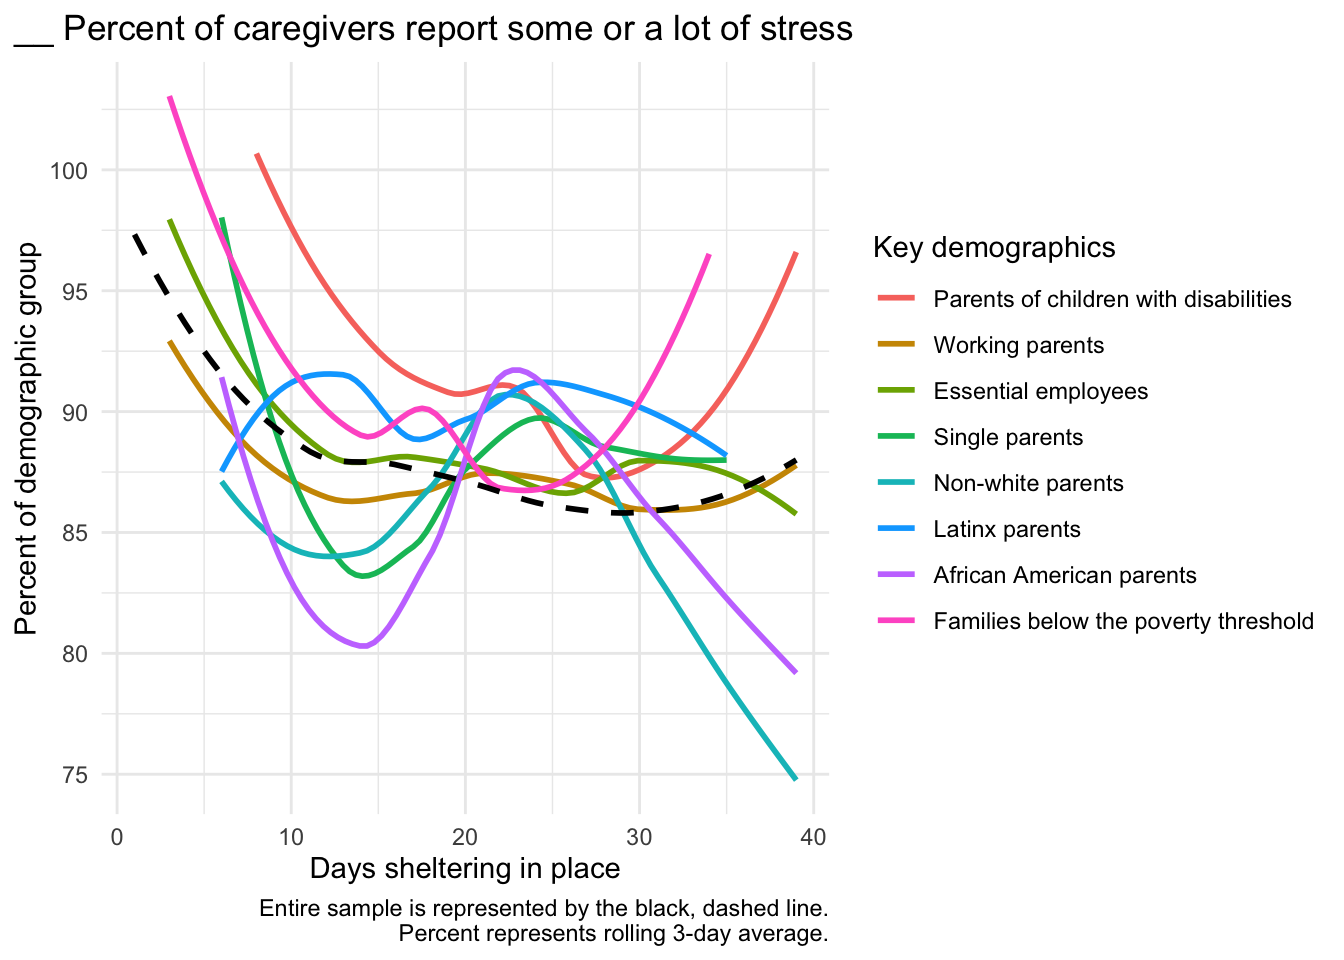 __ Percent of caregivers report some or a lot of stress
Percent of demographic group
100
95
90
85
80
75
0 10 20 30 40
Days sheltering in place
Entire sample is represented by the black, dashed line.
Percent represents rolling 3-day average.
Key demographics
Parents of children with disabilities
Working parents
Essential employees
Single parents
Non-white parents
Latinx parents
African American parents
Families below the poverty threshold